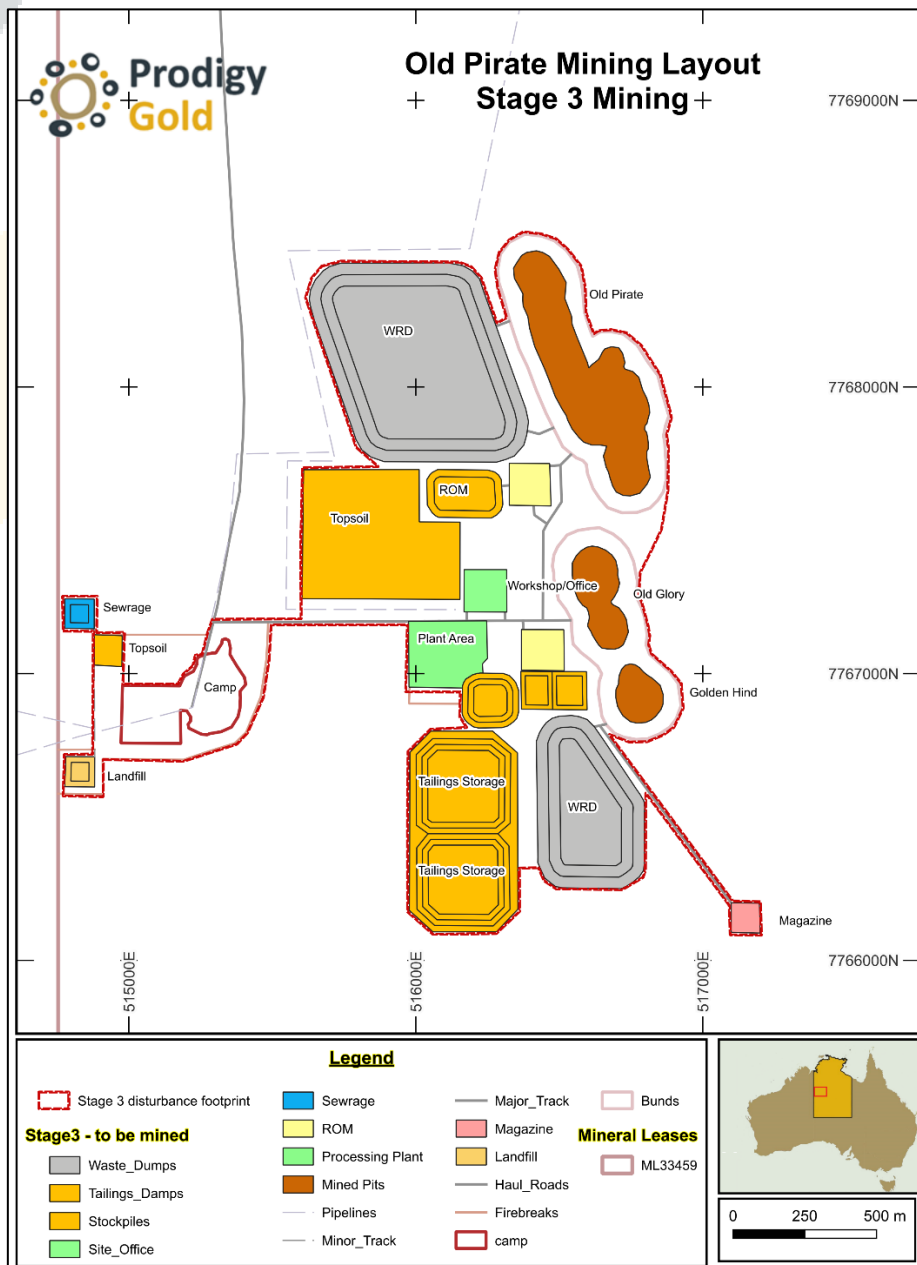 Prodigy
Gold
Old Pirate Mining Layout
Stage 3 Mining
7769000N
Old Pirate
WRD
7768000N
ROM
Topsoil
Workshop/Office
Old Glory
Sewrage
Plant Area
Topsoil
7767000N
Camp
Golden Hind
Landfill
Tailings Storage
WRD
Tailings Storage
Magazine
7766000N
515000E
516000E
517000E
Legend
Stage 3 disturbance footprint
Stage3 - to be mined
Waste_Dumps
Tailings_Damps
Stockpiles
Site_Office
Sewrage
ROM
Processing Plant
Mined Pits
Pipelines
Minor_Track
Major_Track
Magazine
Landfill
Haul_Roads
Firebreaks
camp
Bunds
Mineral Leases
ML33459
0 250 500 m